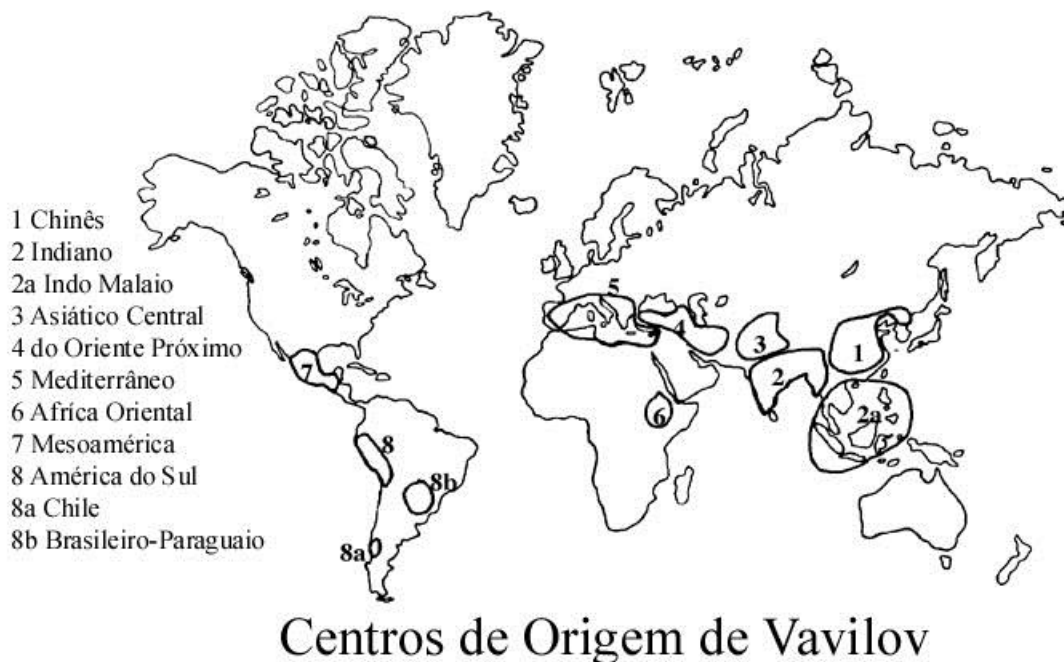 1 Chinês
2 Indiano
2a Indo Malaio
3 Asiático Central
4 do Oriente Próximo
5 Mediterrâneo
6 Africa Oriental
7 Mesoamérica
8 América do Sul
8a Chile
8b Brasileiro-Paraguaio
5
4
3
1
2
2a
6
7
8
8b
8a
Centros de Origem de Vavilov